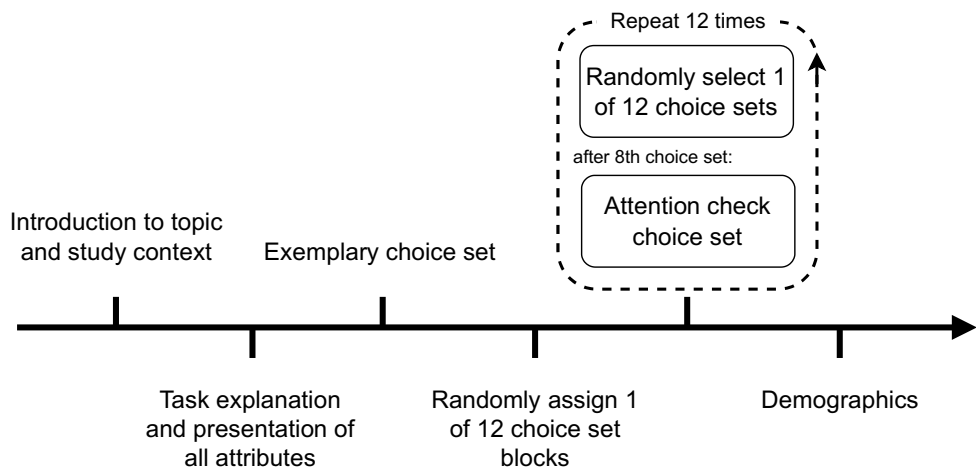 Repeat 12 times
Randomly select 1
of 12 choice sets
after 8th choice set:
Attention check
choice set
Introduction to topic
and study context
Exemplary choice set
Task explanation
and presentation of
all attributes
Randomly assign 1
of 12 choice set
blocks
Demographics